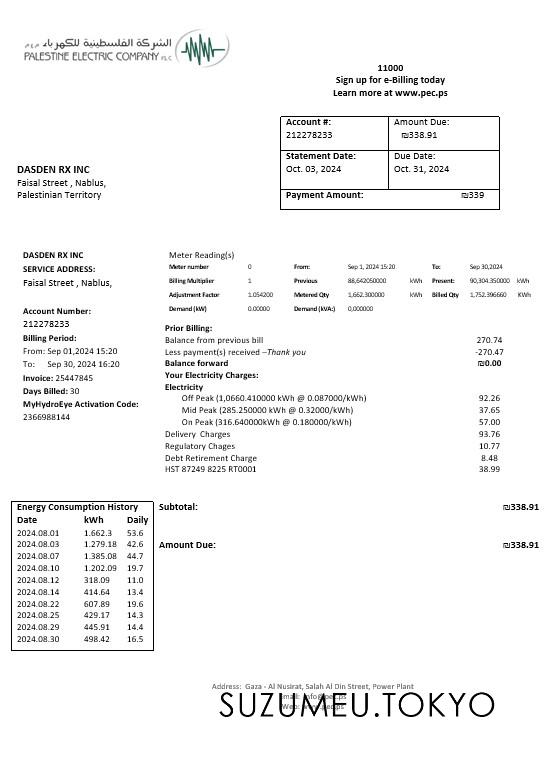 الشركة الفلسطينية للكهرباء م.ع.م
PALESTINE ELECTRIC COMPANY PLC
11000
Sign up for e-Billing today
Learn more at www.pec.ps
Account #: Amount Due:
212278233 ₪338.91
Statement Date: Due Date:
Oct. 03, 2024 Oct. 31, 2024
Payment Amount: ₪339
DASDEN RX INC
Faisal Street , Nablus,
Palestinian Territory
DASDEN RX INC
SERVICE ADDRESS:
Faisal Street , Nablus,
Account Number:
212278233
Billing Period:
From: Sep 01,2024 15:20
To: Sep 30, 2024 16:20
Invoice: 25447845
Days Billed: 30
MyHydroEye Activation Code:
2366988144
Meter Reading(s)
Meter number 0 From: Sep 1, 2024 15:20 To: Sep 30,2024
Billing Multiplier 1 Previous 88,642050000 kWh Present: 90,304.350000 kWh
Adjustment Factor 1.054200 Metered Qty 1,662.300000 kWh Billed Qty 1,752.396660 KWh
Demand (kW) 0.00000 Demand (kVA:) 0,000000
Prior Billing:
Balance from previous bill 270.74
Less payment(s) received –Thank you -270.47
Balance forward ₪0.00
Your Electricity Charges:
Electricity
Off Peak (1,0660.410000 kWh @ 0.087000/kWh) 92.26
Mid Peak (285.250000 kWh @ 0.32000/kWh) 37.65
On Peak (316.640000kWh @ 0.180000/kWh) 57.00
Delivery Charges 93.76
Regulatory Chages 10.77
Debt Retirement Charge 8.48
HST 87249 8225 RT0001 38.99
Energy Consumption History
Date kWh Daily
2024.08.01 1.662.3 53.6
2024.08.03 1.279.18 42.6
2024.08.07 1.385.08 44.7
2024.08.10 1.202.09 19.7
2024.08.12 318.09 11.0
2024.08.14 414.64 13.4
2024.08.22 607.89 19.6
2024.08.25 429.17 14.3
2024.08.29 445.91 14.4
2024.08.30 498.42 16.5
Subtotal: ₪338.91
Amount Due: ₪338.91
Address: Gaza - Al Nusirat, Salah Al Din Street, Power Plant
SUZUMEU.TOKYO